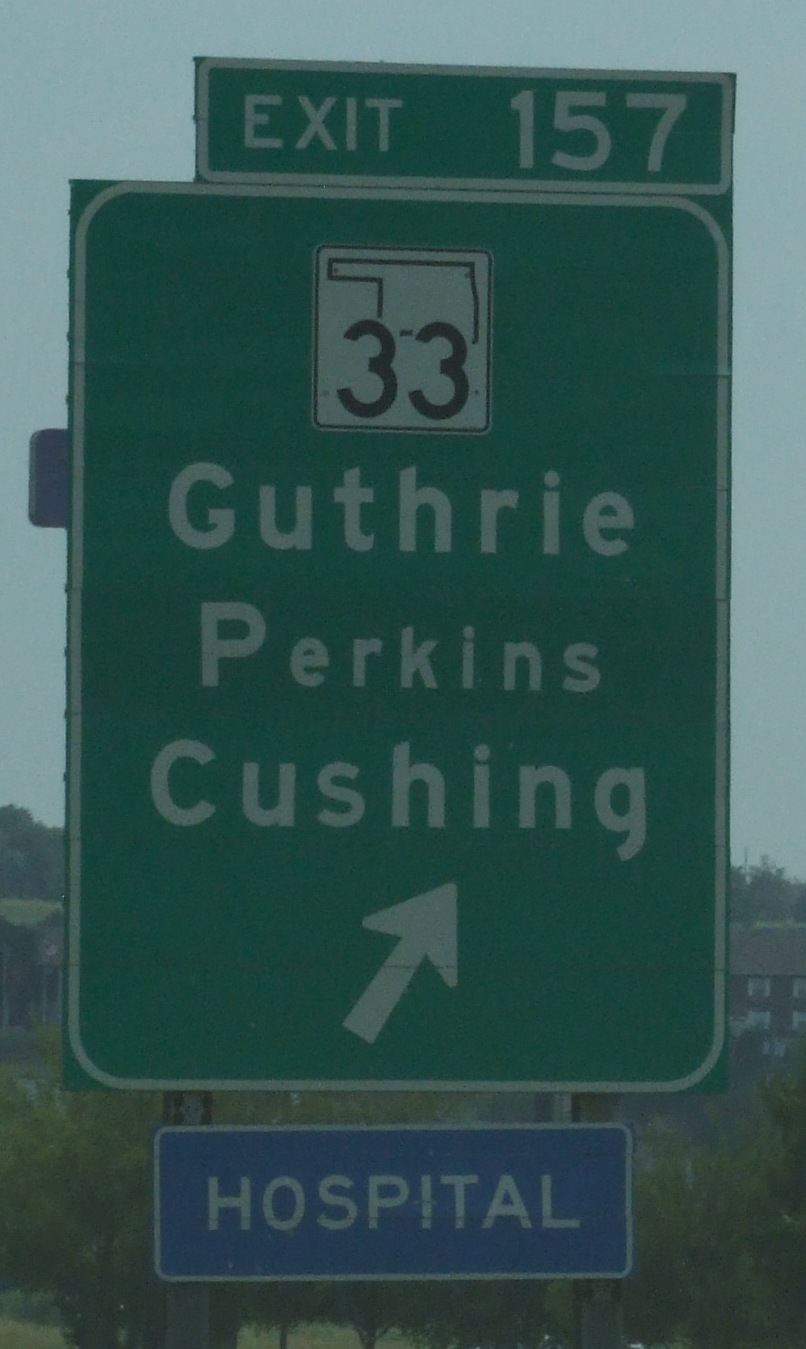 EXIT 157
33
Guthrie
Perkins
Cushing
HOSPITAL